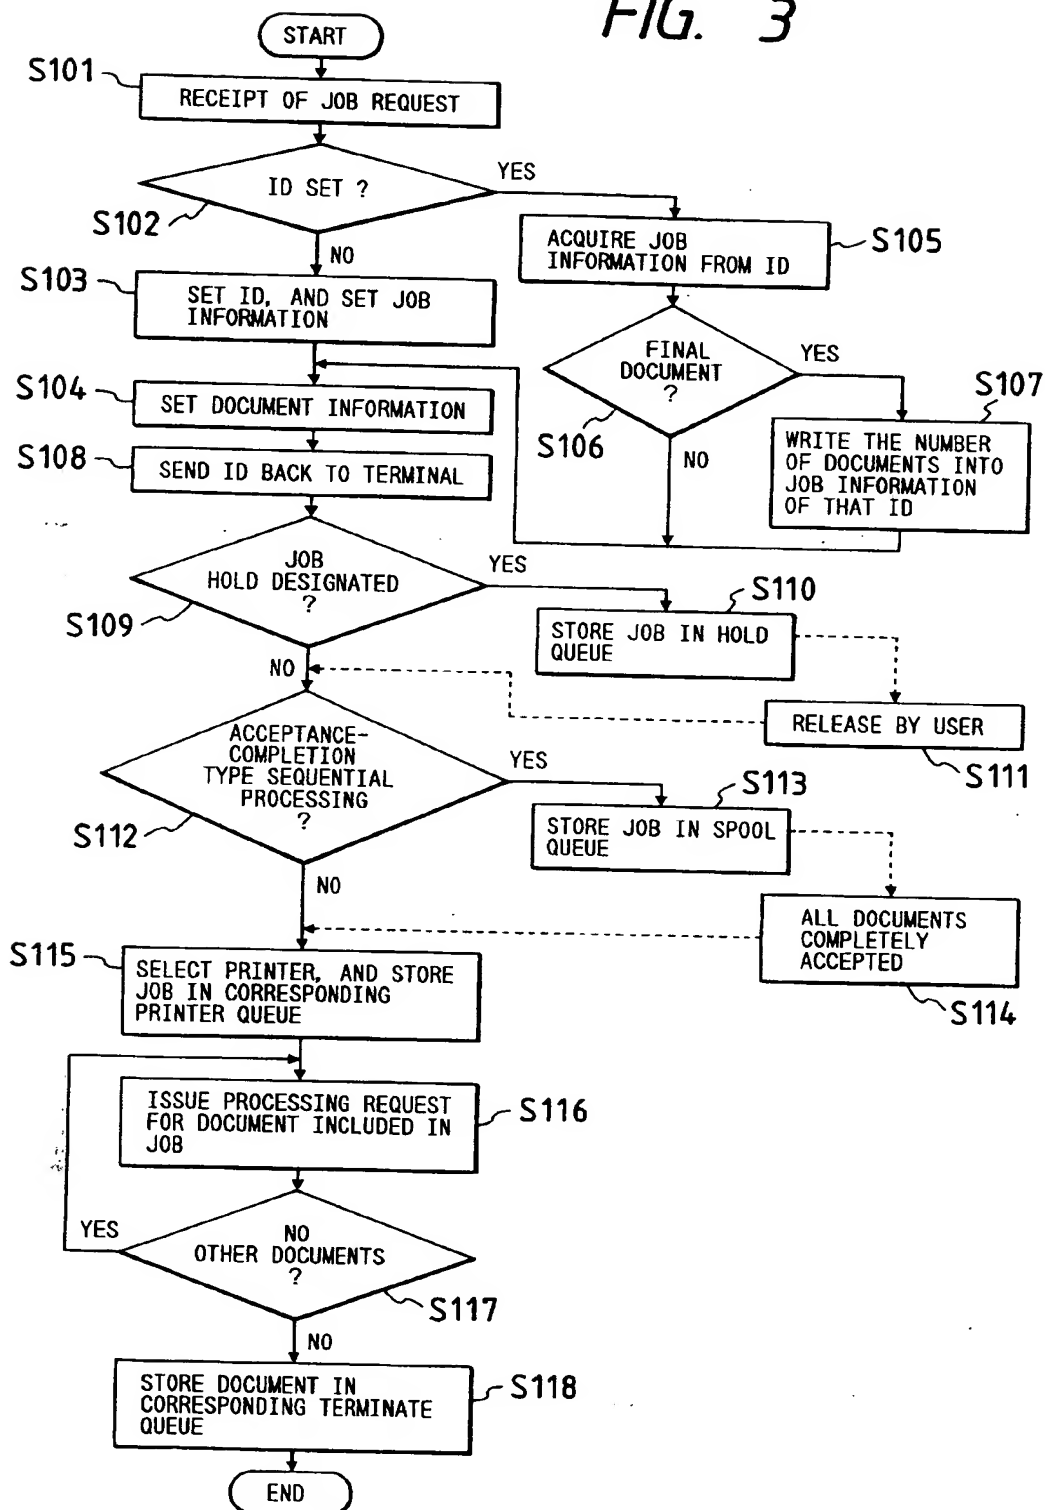 FIG. 3
START
S101
RECEIPT OF JOB REQUEST
ID SET ?
YES
S102
NO
S105
ACQUIRE JOB
INFORMATION FROM ID
S103
SET ID, AND SET JOB
INFORMATION
FINAL
DOCUMENT
?
YES
S106
NO
S107
WRITE THE NUMBER
OF DOCUMENTS INTO
JOB INFORMATION
OF THAT ID
S104
SET DOCUMENT INFORMATION
S108
SEND ID BACK TO TERMINAL
JOB
HOLD DESIGNATED
?
YES
S109
NO
S110
STORE JOB IN HOLD
QUEUE
RELEASE BY USER
S111
ACCEPTANCE-
COMPLETION
TYPE SEQUENTIAL
PROCESSING
?
YES
S112
NO
S113
STORE JOB IN SPOOL
QUEUE
ALL DOCUMENTS
COMPLETELY
ACCEPTED
S114
S115
SELECT PRINTER, AND STORE
JOB IN CORRESPONDING
PRINTER QUEUE
ISSUE PROCESSING REQUEST
FOR DOCUMENT INCLUDED IN
JOB
S116
YES
NO
OTHER DOCUMENTS
?
S117
NO
STORE DOCUMENT IN
CORRESPONDING TERMINATE
QUEUE
S118
END